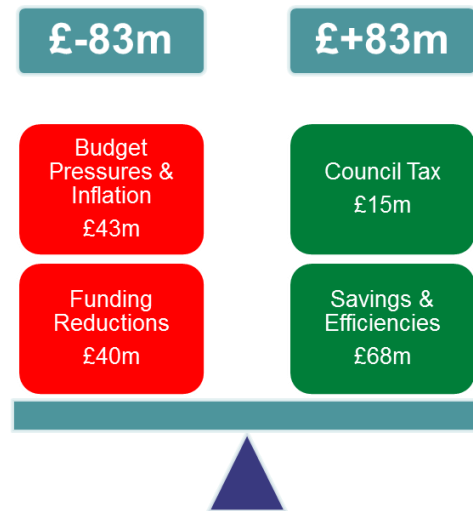 £-83m
£+83m
Budget
Pressures &
Inflation
£43m
Council Tax
£15m
Funding
Reductions
£40m
Savings &
Efficiencies
£68m